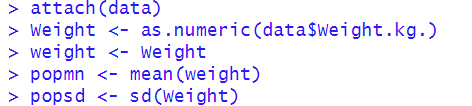 > attach(data)
> Weight <- as.numeric(data$Weight.kg.)
> weight <- Weight
> popmn <- mean(weight)
> popsd <- sd(Weight)